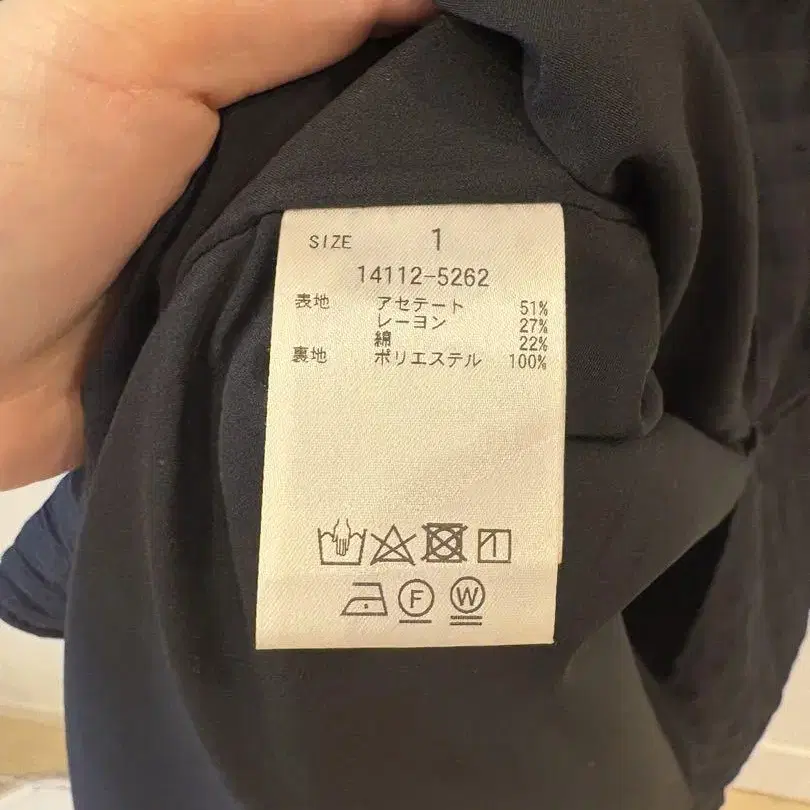 SIZE 1
14112-5262
表地 アセテート 51%
レーヨン 27%
綿 22%
裏地 ポリエステル 100%
F W